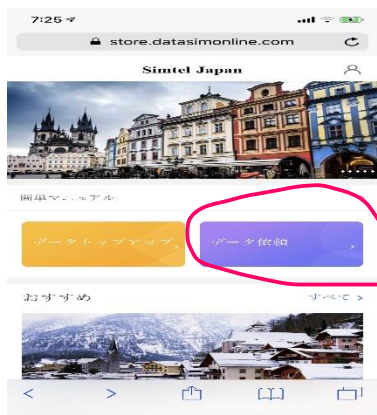 7:25
store.datasimonline.com
Simtel Japan
簡単マニュアル
データトップアップ >
データ依頼 >
おすすめ
すべて >